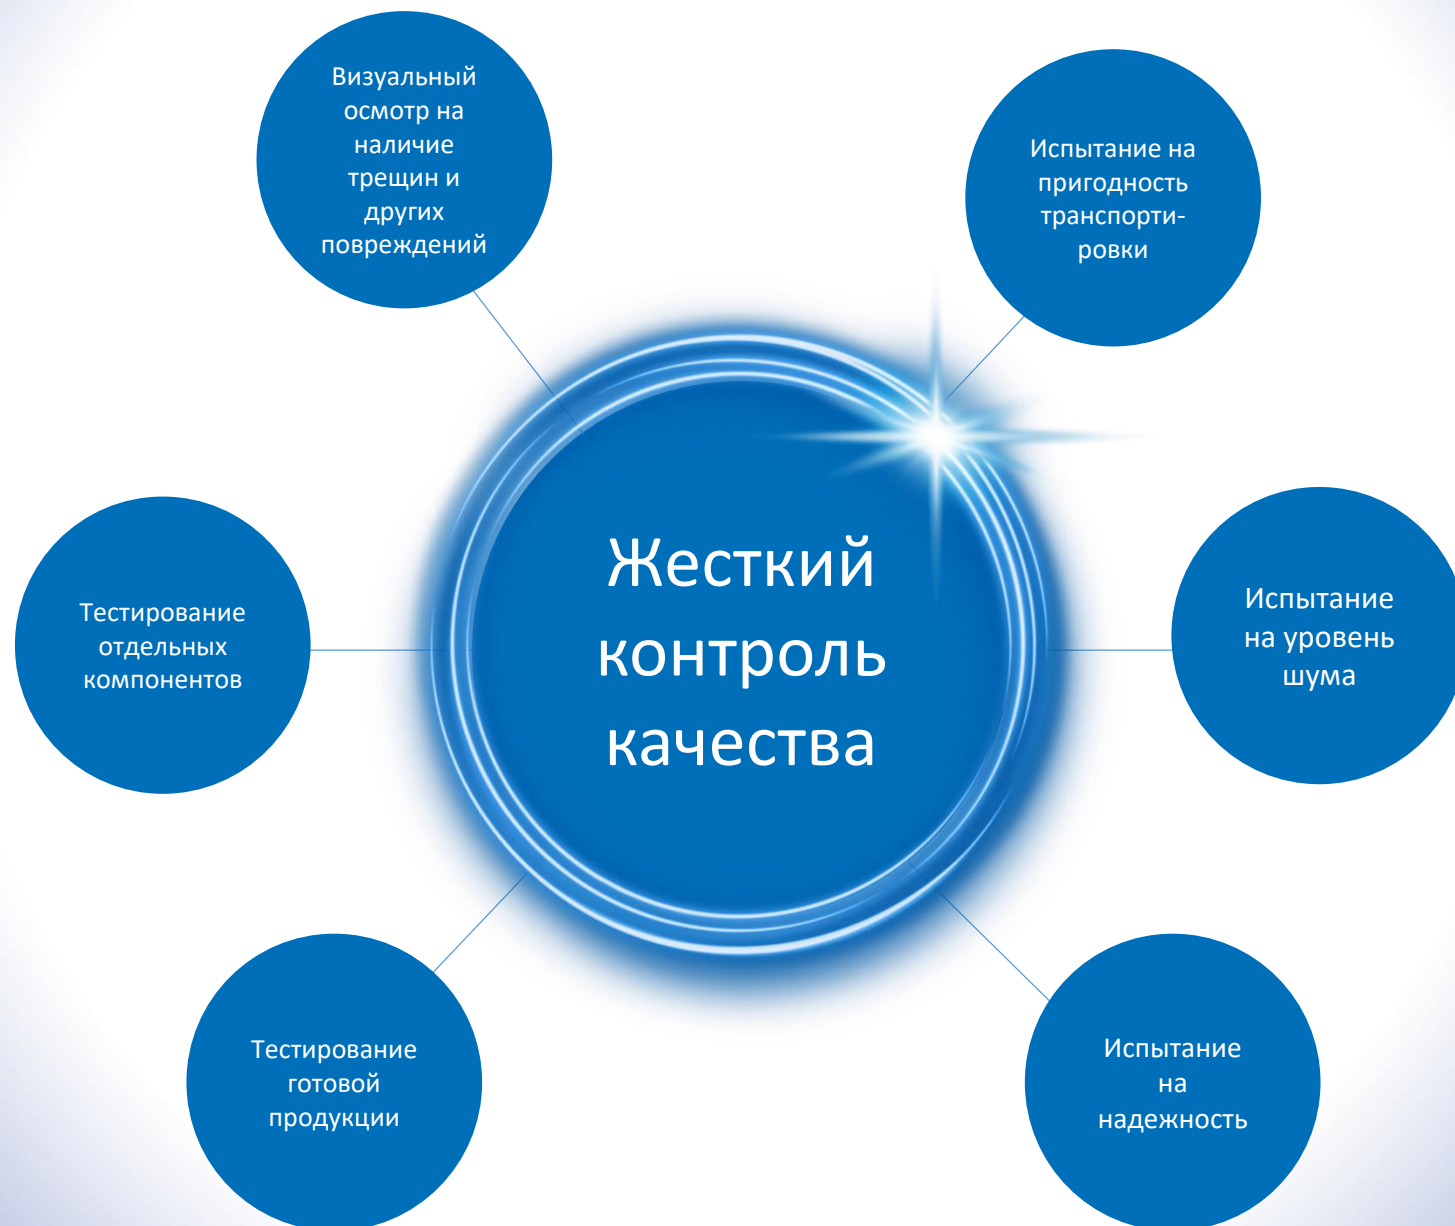 Визуальный
осмотр на
наличие
трещин и
других
повреждений
Испытание на
пригодность
транспорти-
ровки
Жесткий
контроль
качества
Тестирование
отдельных
компонентов
Испытание
на уровень
шума
Тестирование
готовой
продукции
Испытание
на
надежность